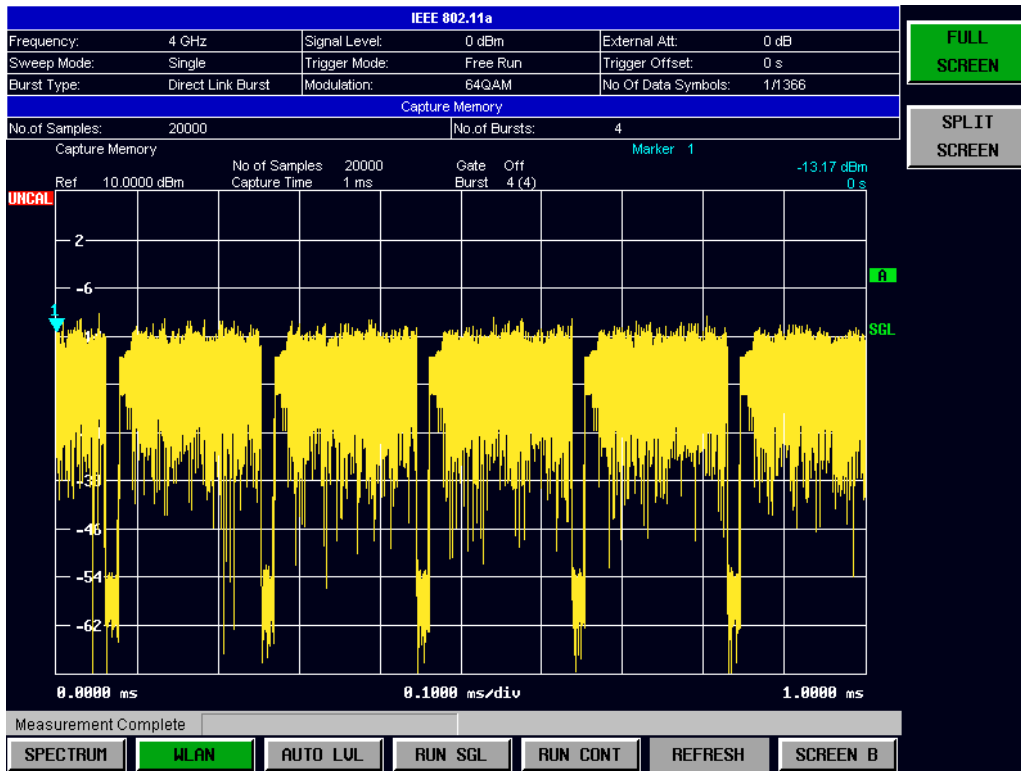 IEEE 802.11a
Frequency: 4 GHz Signal Level: 0 dBm External Att: 0 dB
Sweep Mode: Single Trigger Mode: Free Run Trigger Offset: 0 s
Burst Type: Direct Link Burst Modulation: 64QAM No Of Data Symbols: 1/1366
Capture Memory
No.of Samples: 20000 No.of Bursts: 4
Capture Memory Marker 1
No of Samples 20000 Gate Off -13.17 dBm
Ref 10.0000 dBm Capture Time 1 ms Burst 4 (4) 0 s
UNCAL
2
A
-6
1
SGL
-46
-54
-62
0.0000 ms 0.1000 ms/div 1.0000 ms
Measurement Complete
SPECTRUM WLAN AUTO LVL RUN SGL RUN CONT REFRESH SCREEN B
FULL
SCREEN
SPLIT
SCREEN